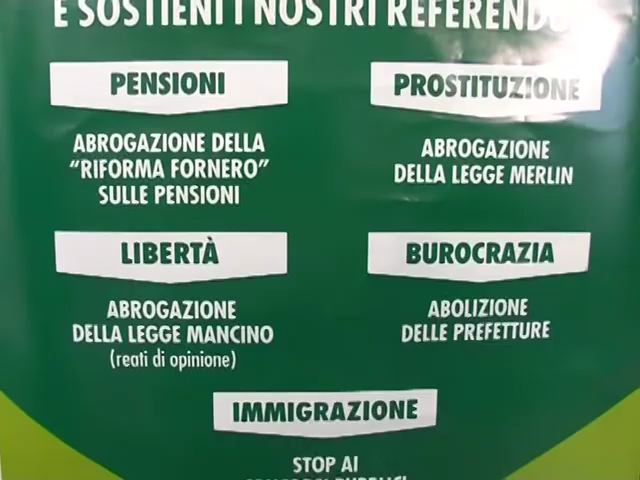 E SOSTIENI I NOSTRI REFERENDUM
PENSIONI
ABROGAZIONE DELLA
"RIFORMA FORNERO"
SULLE PENSIONI
PROSTITUZIONE
ABROGAZIONE
DELLA LEGGE MERLIN
LIBERTÀ
ABROGAZIONE
DELLA LEGGE MANCINO
(reati di opinione)
BUROCRAZIA
ABOLIZIONE
DELLE PREFETTURE
IMMIGRAZIONE
STOP AI